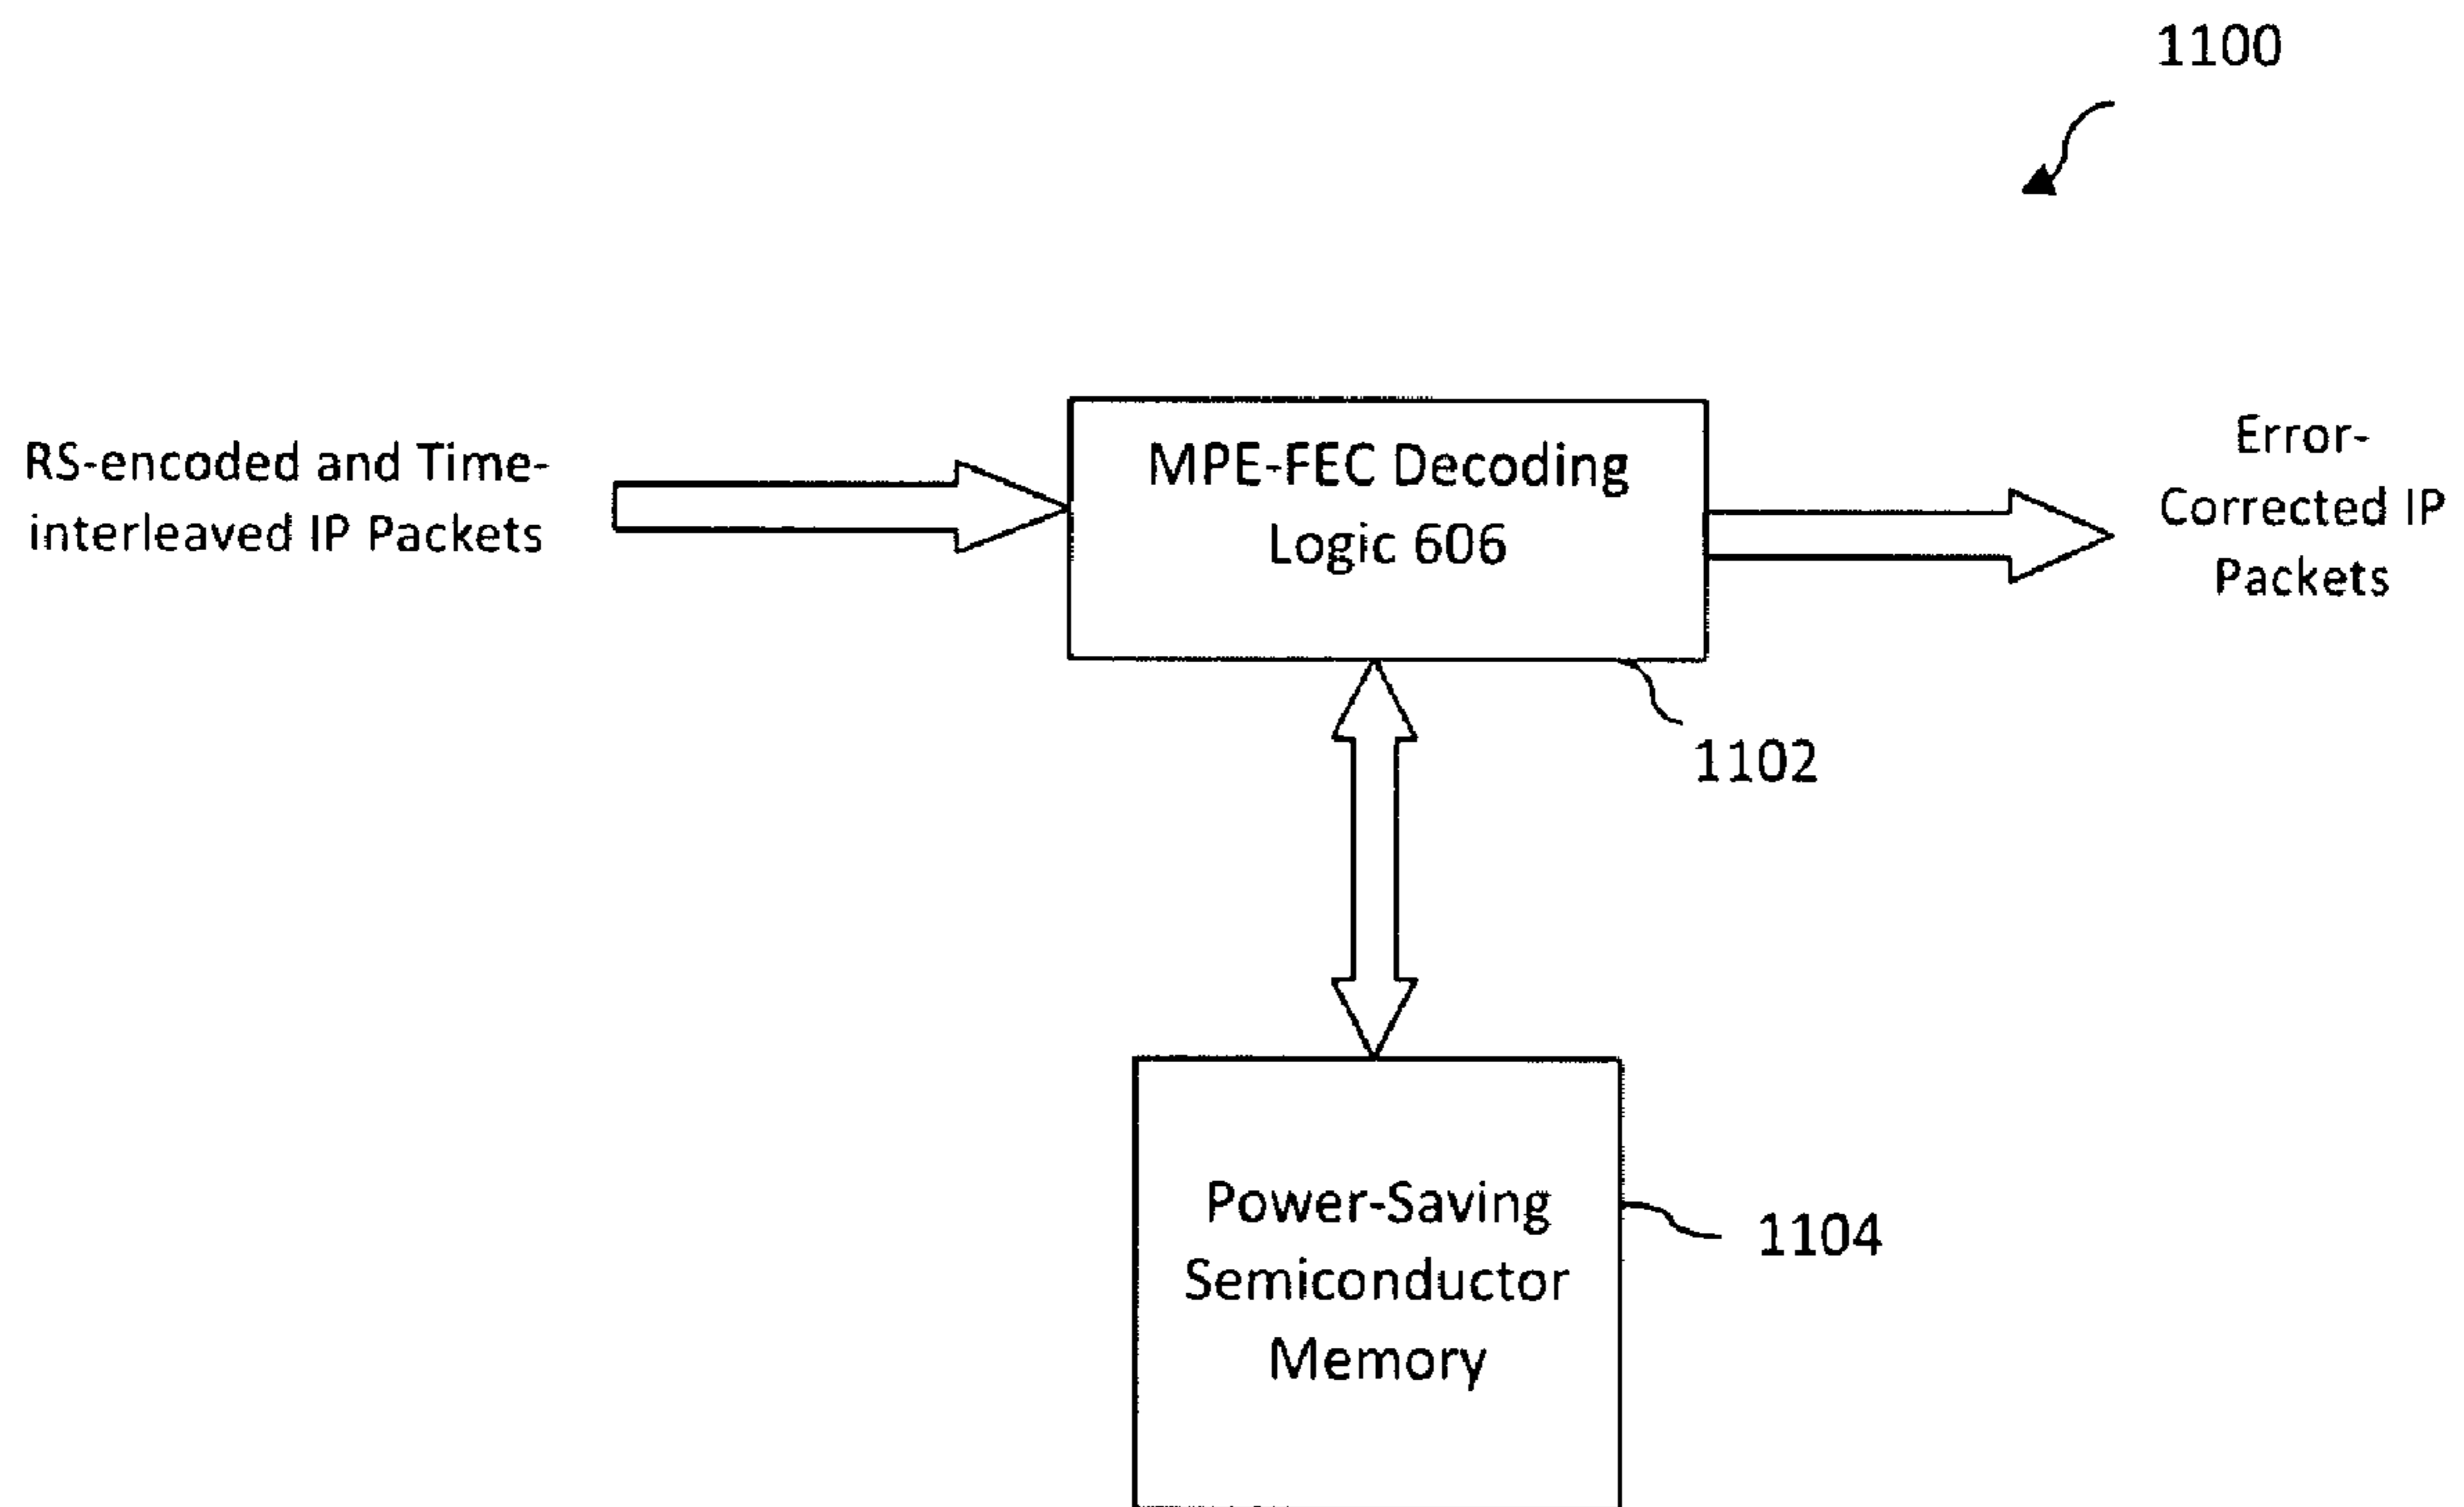 1100
RS-encoded and Time-
interleaved IP Packets
MPE-FEC Decoding
Logic 606
Error-
Corrected IP
Packets
1102
Power-Saving
Semiconductor
Memory
1104